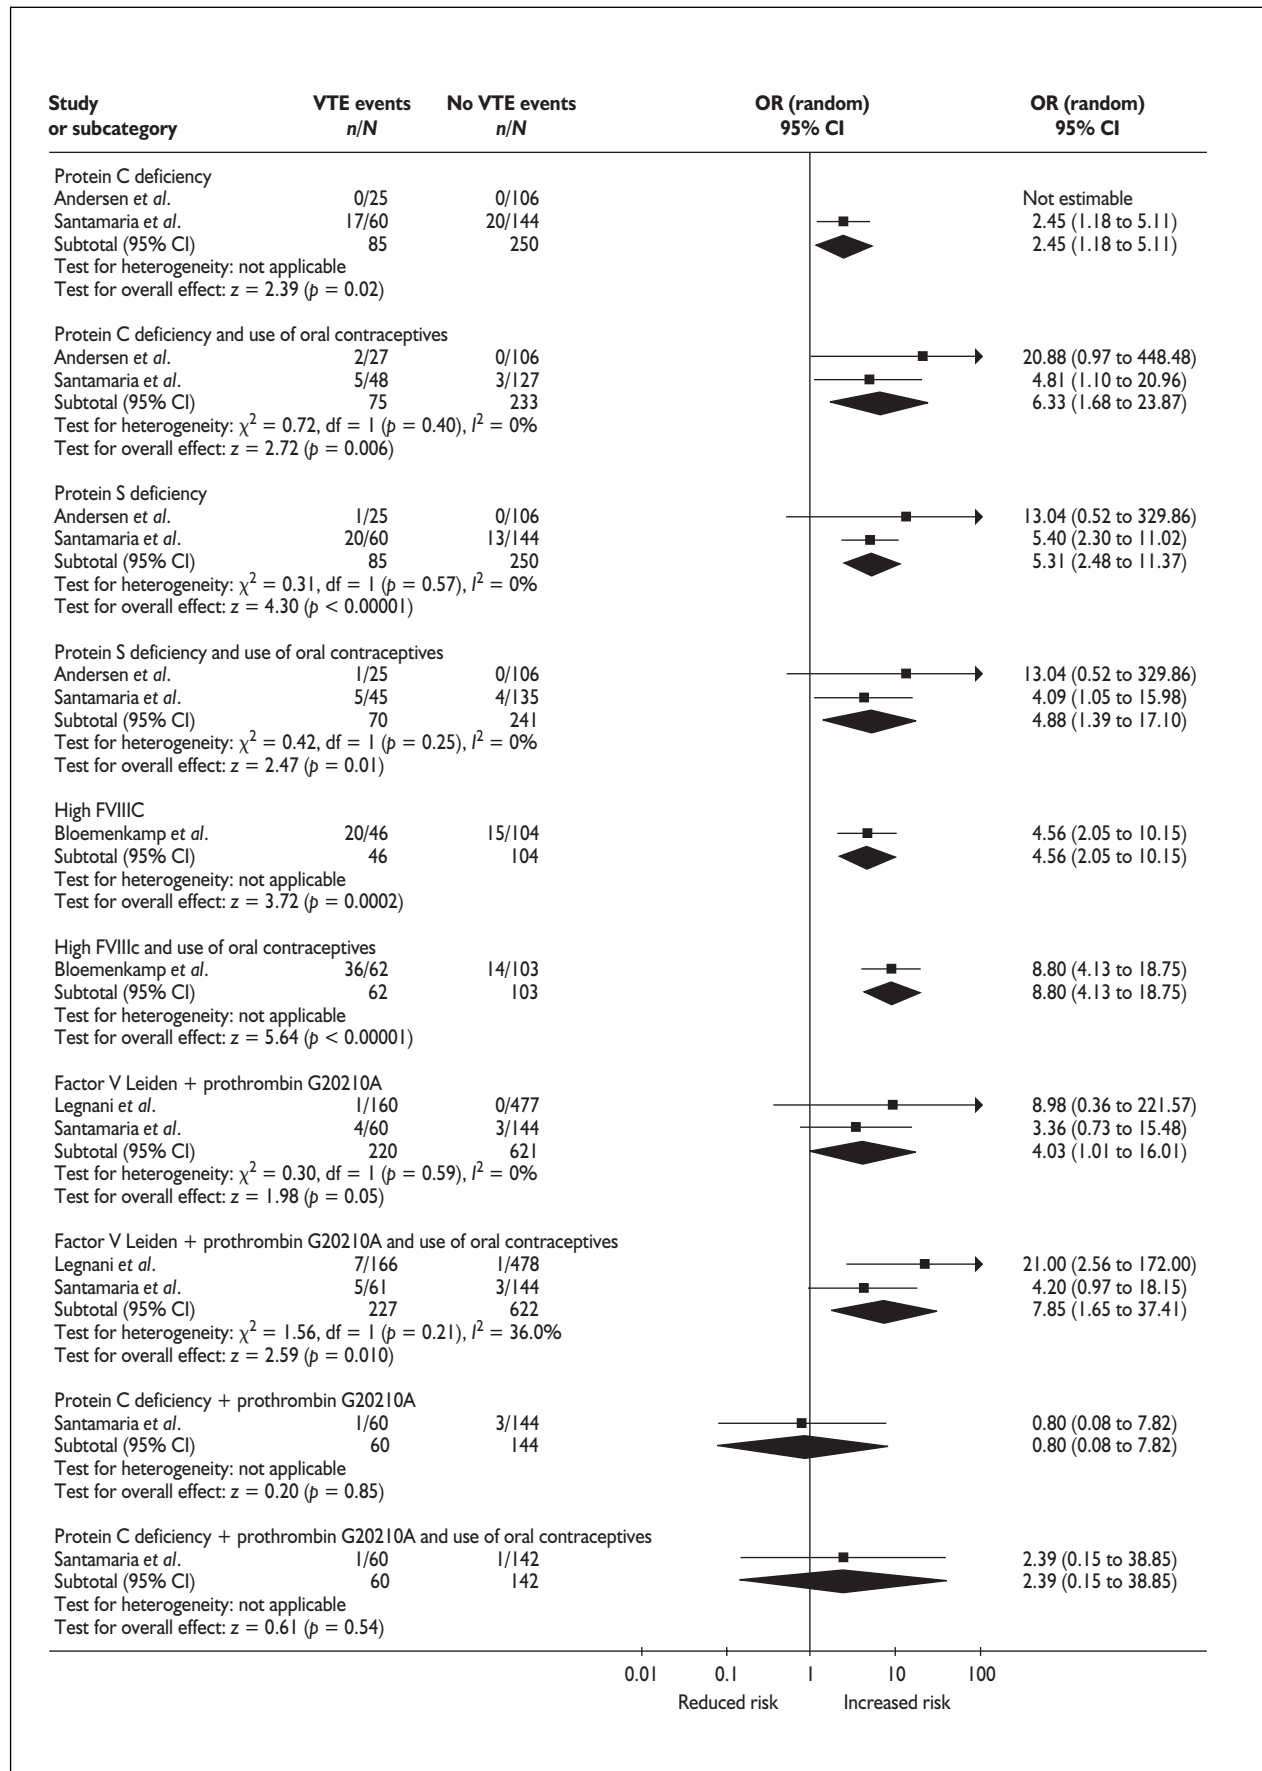 Study VTE events No VTE events OR (random) OR (random)
or subcategory n/N n/N 95% CI 95% CI
Protein C deficiency
Andersen et al. 0/25 0/106 Not estimable
Santamaria et al. 17/60 20/144 2.45 (1.18 to 5.11)
Subtotal (95% CI) 85 250 2.45 (1.18 to 5.11)
Test for heterogeneity: not applicable
Test for overall effect: z = 2.39 (p = 0.02)
Protein C deficiency and use of oral contraceptives
Andersen et al. 2/27 0/106 20.88 (0.97 to 448.48)
Santamaria et al. 5/48 3/127 4.81 (1.10 to 20.96)
Subtotal (95% CI) 75 233 6.33 (1.68 to 23.87)
Test for heterogeneity: χ² = 0.72, df = 1 (p = 0.40), I² = 0%
Test for overall effect: z = 2.72 (p = 0.006)
Protein S deficiency
Andersen et al. 1/25 0/106 13.04 (0.52 to 329.86)
Santamaria et al. 20/60 13/144 5.40 (2.30 to 11.02)
Subtotal (95% CI) 85 250 5.31 (2.48 to 11.37)
Test for heterogeneity: χ² = 0.31, df = 1 (p = 0.57), I² = 0%
Test for overall effect: z = 4.30 (p < 0.00001)
Protein S deficiency and use of oral contraceptives
Andersen et al. 1/25 0/106 13.04 (0.52 to 329.86)
Santamaria et al. 5/45 4/135 4.09 (1.05 to 15.98)
Subtotal (95% CI) 70 241 4.88 (1.39 to 17.10)
Test for heterogeneity: χ² = 0.42, df = 1 (p = 0.25), I² = 0%
Test for overall effect: z = 2.47 (p = 0.01)
High FVIIIC
Bloemenkamp et al. 20/46 15/104 4.56 (2.05 to 10.15)
Subtotal (95% CI) 46 104 4.56 (2.05 to 10.15)
Test for heterogeneity: not applicable
Test for overall effect: z = 3.72 (p = 0.0002)
High FVIIIc and use of oral contraceptives
Bloemenkamp et al. 36/62 14/103 8.80 (4.13 to 18.75)
Subtotal (95% CI) 62 103 8.80 (4.13 to 18.75)
Test for heterogeneity: not applicable
Test for overall effect: z = 5.64 (p < 0.00001)
Factor V Leiden + prothrombin G20210A
Legnani et al. 1/160 0/477 8.98 (0.36 to 221.57)
Santamaria et al. 4/60 3/144 3.36 (0.73 to 15.48)
Subtotal (95% CI) 220 621 4.03 (1.01 to 16.01)
Test for heterogeneity: χ² = 0.30, df = 1 (p = 0.59), I² = 0%
Test for overall effect: z = 1.98 (p = 0.05)
Factor V Leiden + prothrombin G20210A and use of oral contraceptives
Legnani et al. 7/166 1/478 21.00 (2.56 to 172.00)
Santamaria et al. 5/61 3/144 4.20 (0.97 to 18.15)
Subtotal (95% CI) 227 622 7.85 (1.65 to 37.41)
Test for heterogeneity: χ² = 1.56, df = 1 (p = 0.21), I² = 36.0%
Test for overall effect: z = 2.59 (p = 0.010)
Protein C deficiency + prothrombin G20210A
Santamaria et al. 1/60 3/144 0.80 (0.08 to 7.82)
Subtotal (95% CI) 60 144 0.80 (0.08 to 7.82)
Test for heterogeneity: not applicable
Test for overall effect: z = 0.20 (p = 0.85)
Protein C deficiency + prothrombin G20210A and use of oral contraceptives
Santamaria et al. 1/60 1/142 2.39 (0.15 to 38.85)
Subtotal (95% CI) 60 142 2.39 (0.15 to 38.85)
Test for heterogeneity: not applicable
Test for overall effect: z = 0.61 (p = 0.54)
0.01 0.1 1 10 100
Reduced risk Increased risk